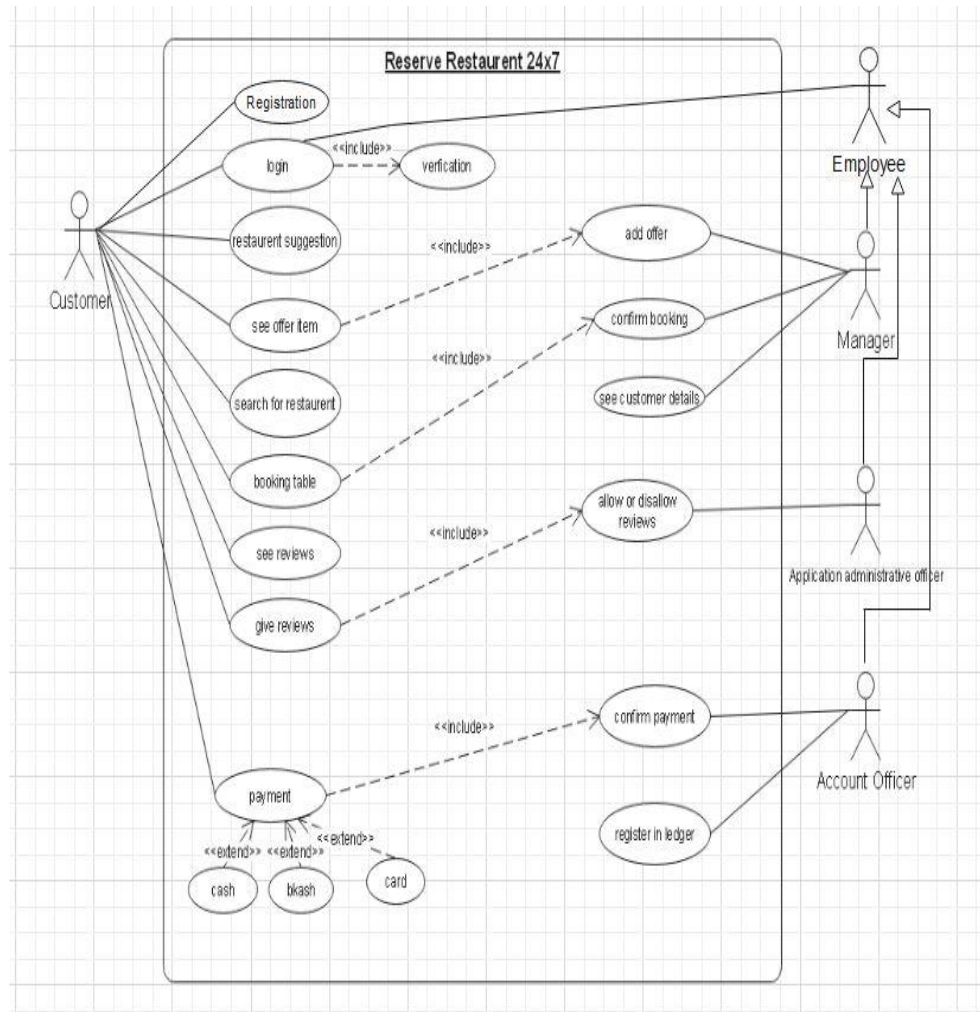 Reserve Restaurent 24x7
Registration
Employee
<<include>>
login
verfication
restaurent suggestion
<<include>>
add offer
Customer
see offer item
confirm booking
Manager
<<include>>
search for restaurent
see customer details
booking table
allow or disallow
reviews
<<include>>
see reviews
Application administrative officer
give reviews
<<include>>
confirm payment
Account Officer
payment
register in ledger
<<extend>>
<<extend>>
<<extend>>
cash
bkash
card